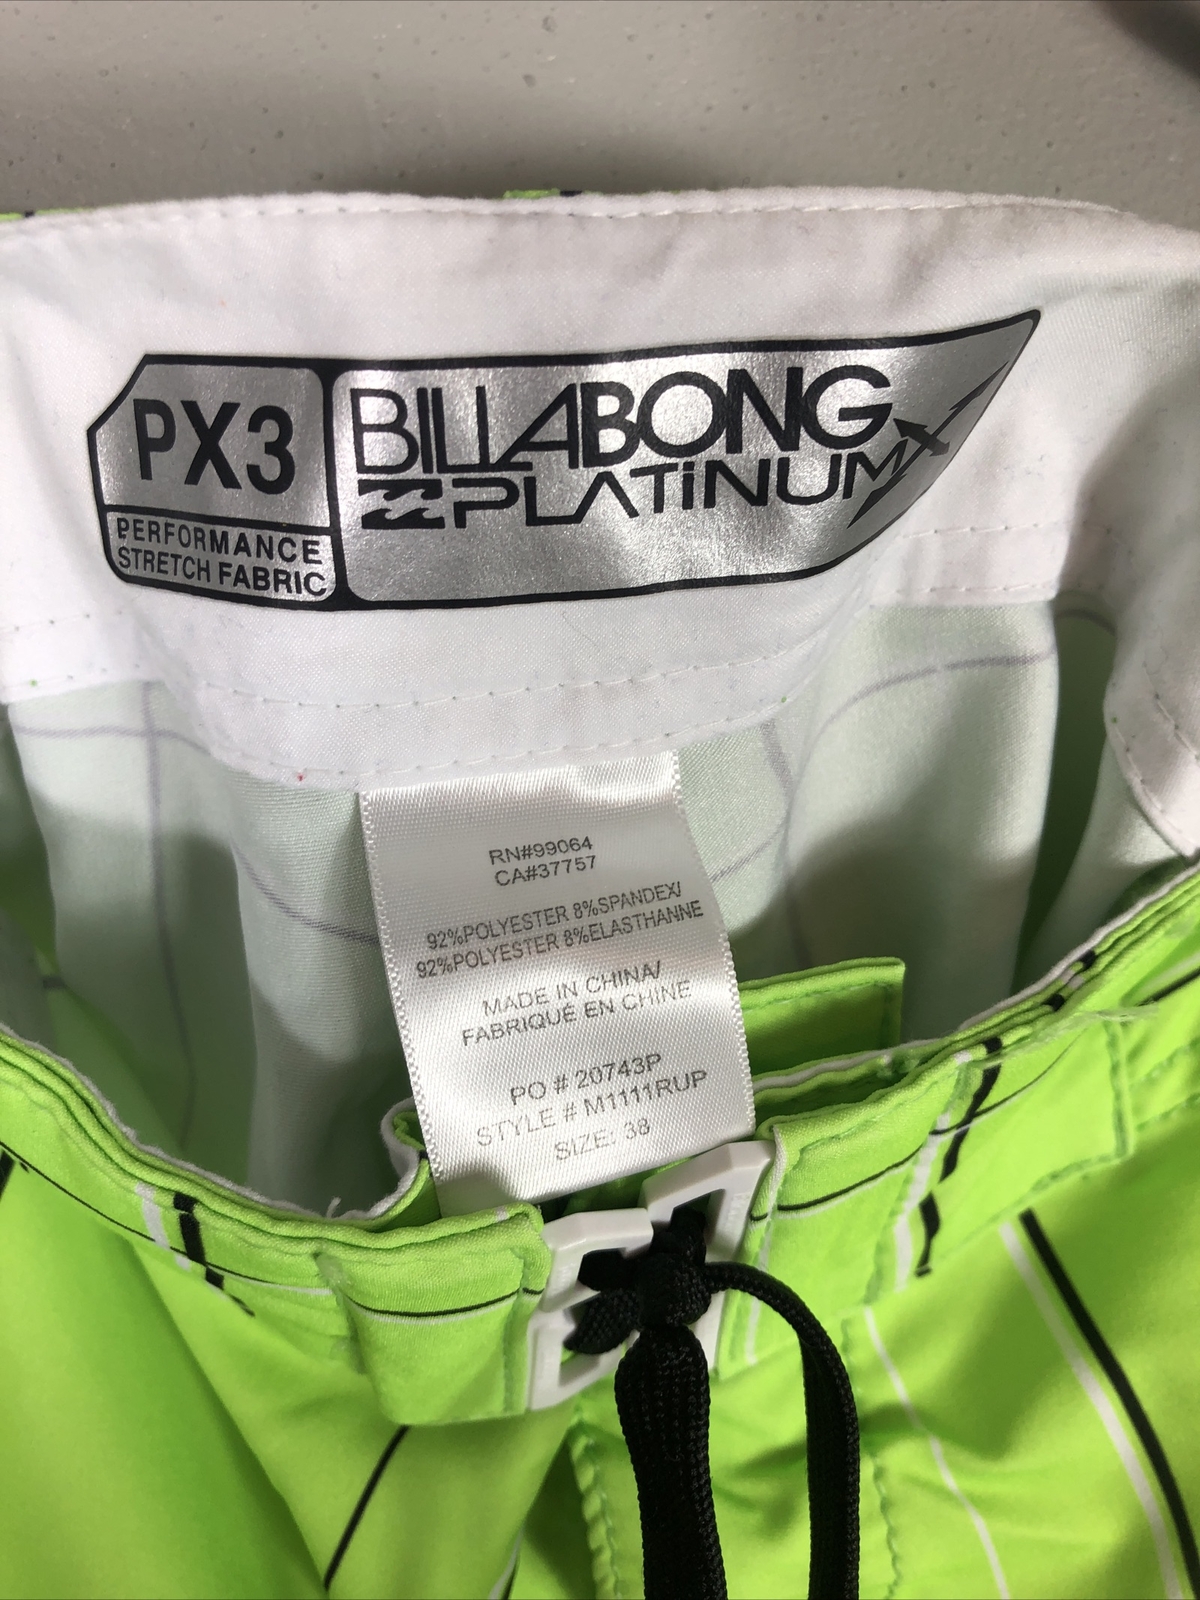 PX3
PERFORMANCE
STRETCH FABRIC
BILLABONG
PLATINUM X
RN#99064
CA#37757
92%POLYESTER 8%SPANDEX/
92%POLYESTER 8%ELASTHANNE
MADE IN CHINA/
FABRIQUÉ EN CHINE
PO # 20743P
STYLE # M1111RUP
SIZE: 38